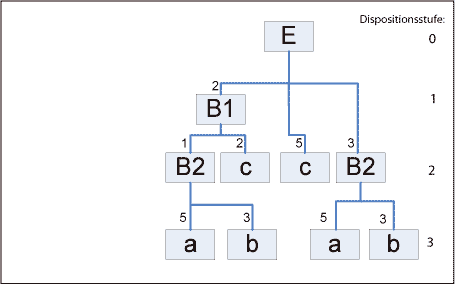 Dispositionsstufe:
E 0
2 1
B1
1 2 5 3
B2 c c B2 2
5 3 5 3
a b a b 3